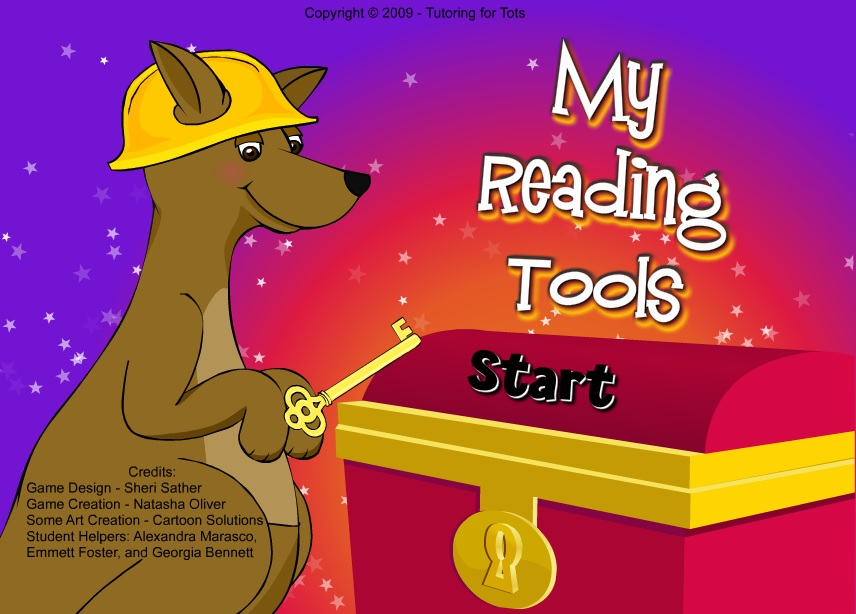 Copyright © 2009 - Tutoring for Tots
My
Reading
Tools
Start
Credits:
Game Design - Sheri Sather
Game Creation - Natasha Oliver
Some Art Creation - Cartoon Solutions
Student Helpers: Alexandra Marasco,
Emmett Foster, and Georgia Bennett